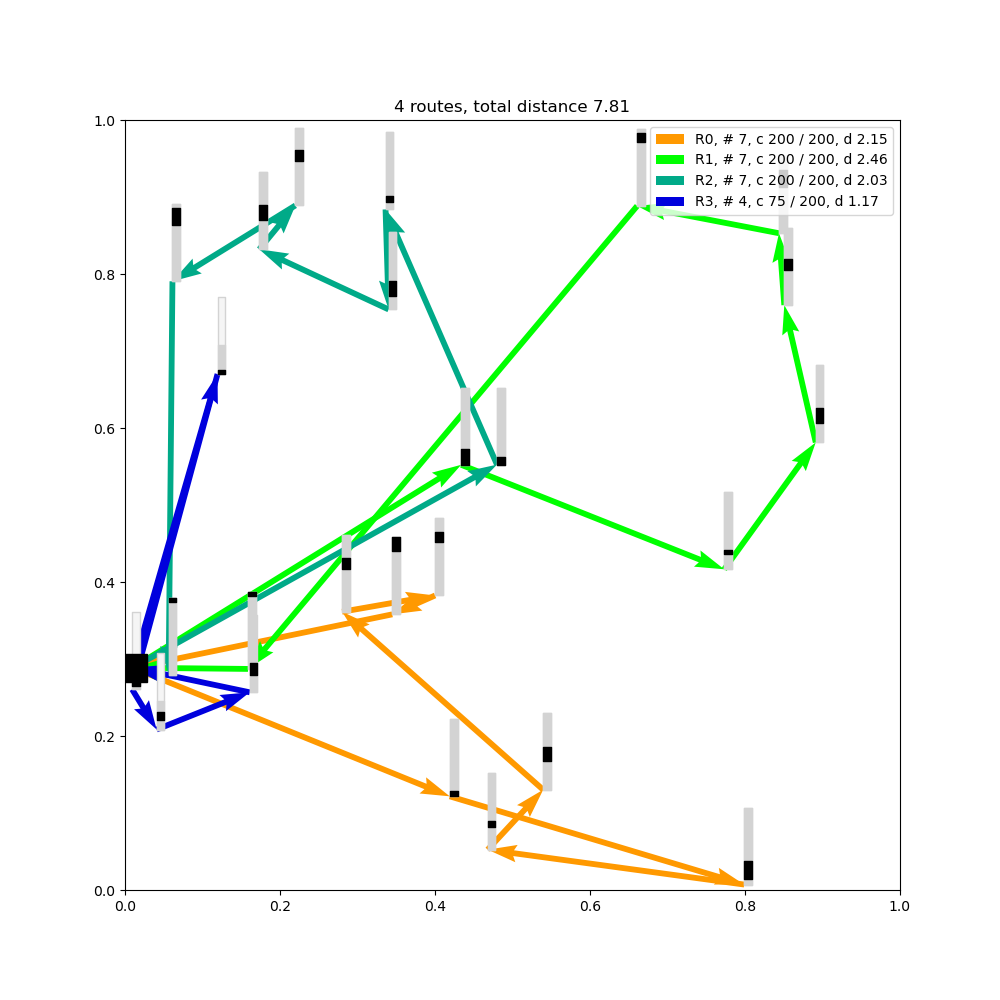 4 routes, total distance 7.81
R0, # 7, c 200 / 200, d 2.15
R1, # 7, c 200 / 200, d 2.46
R2, # 7, c 200 / 200, d 2.03
R3, # 4, c 75 / 200, d 1.17
1.0
0.8
0.6
0.4
0.2
0.0
0.0 0.2 0.4 0.6 0.8 1.0